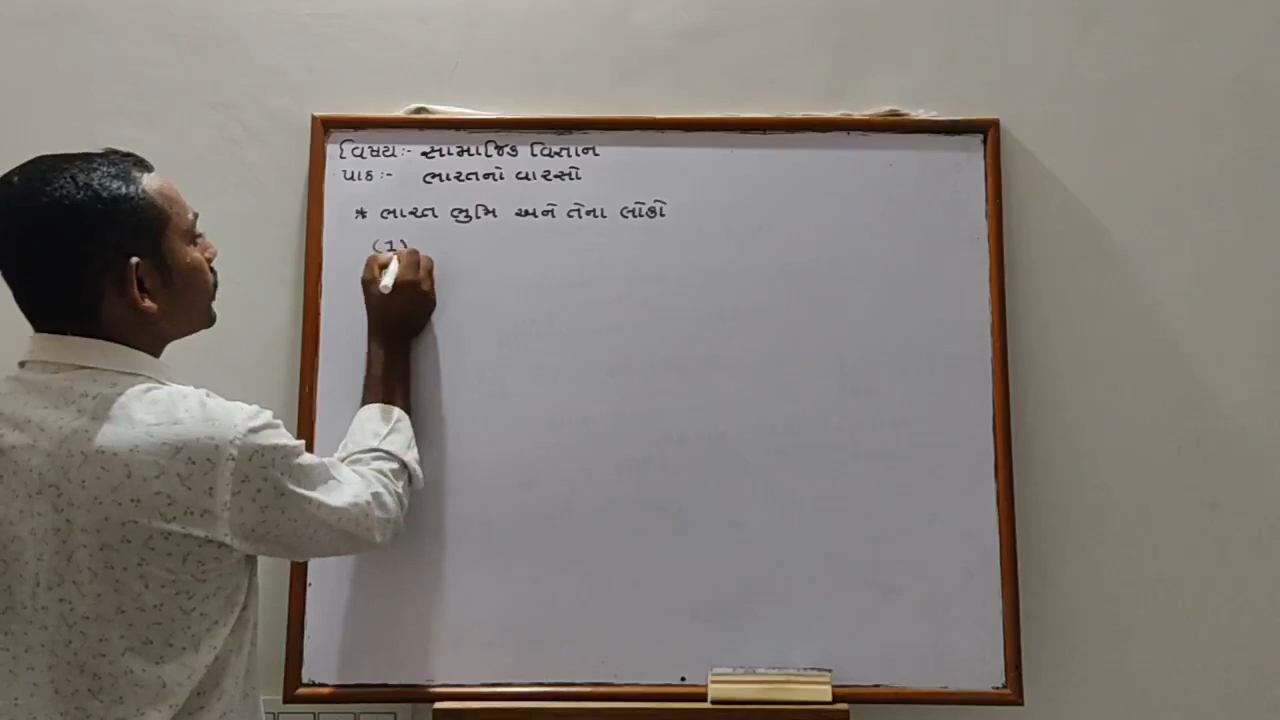 વિષય:- સામાજિક વિજ્ઞાન
પાઠ:- ભારતનો વારસો
* ભારત ભુમિ અને તેના લોકો
(1)